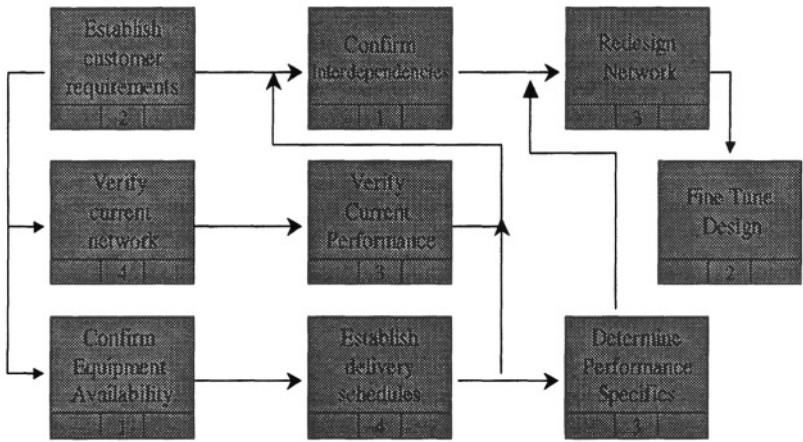 Establish
customer
requirements
2
Confirm
Interdependencies
1
Redesign
Network
3
Verify
current
network
4
Verify
Current
Performance
3
Fine Tune
Design
2
Confirm
Equipment
Availability
1
Establish
delivery
schedules
4
Determine
Performance
Specifics
3